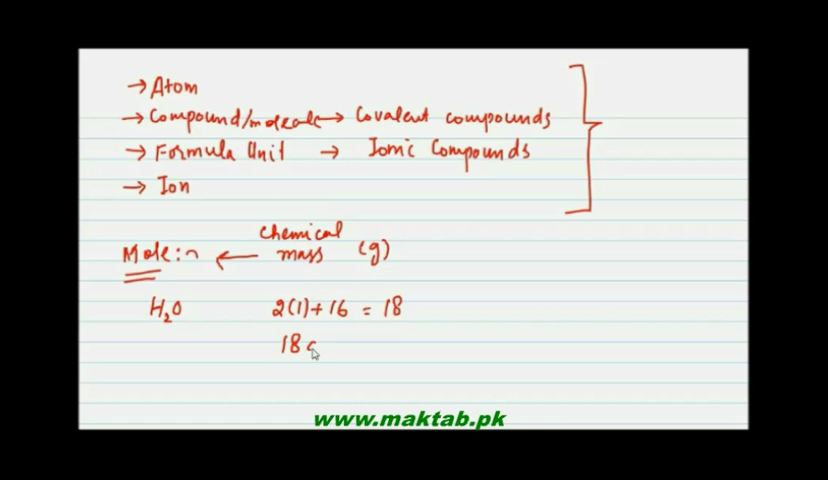 → Atom
→ Compound/molecule → Covalent compounds
→ Formula Unit → Ionic Compounds
→ Ion
Chemical
Mole:~ ← mass (g)
H₂O 2(1)+16 = 18
18
www.maktab.pk